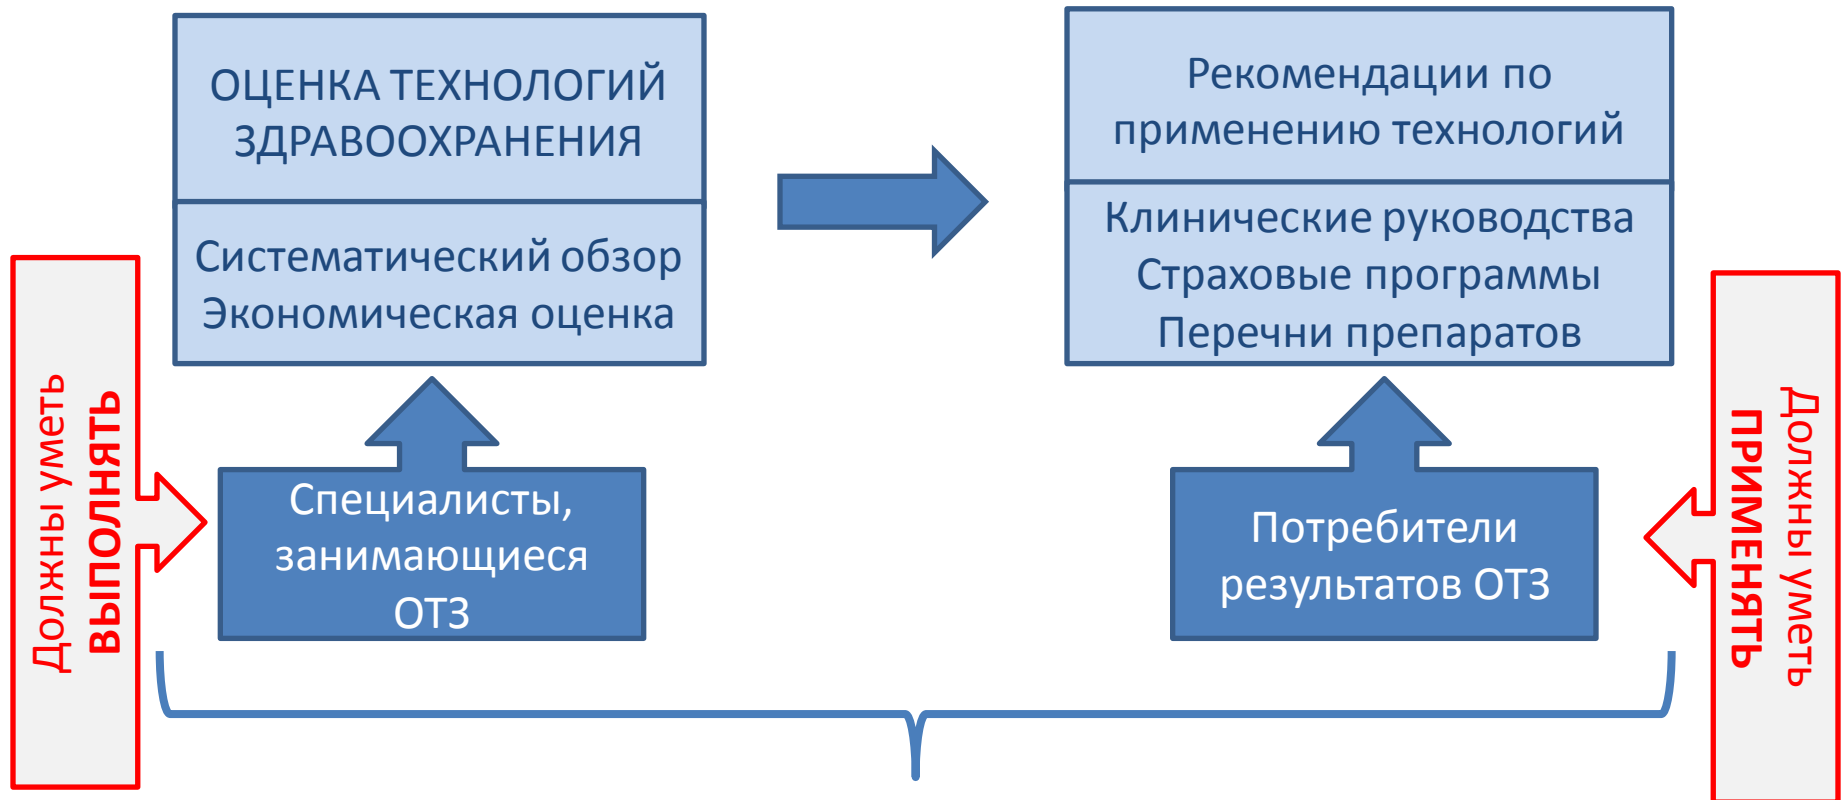 ОЦЕНКА ТЕХНОЛОГИЙ
ЗДРАВООХРАНЕНИЯ
Систематический обзор
Экономическая оценка
Рекомендации по
применению технологий
Клинические руководства
Страховые программы
Перечни препаратов
Должны уметь
ВЫПОЛНЯТЬ
Специалисты,
занимающиеся
ОТЗ
Потребители
результатов ОТЗ
Должны уметь
ПРИМЕНЯТЬ